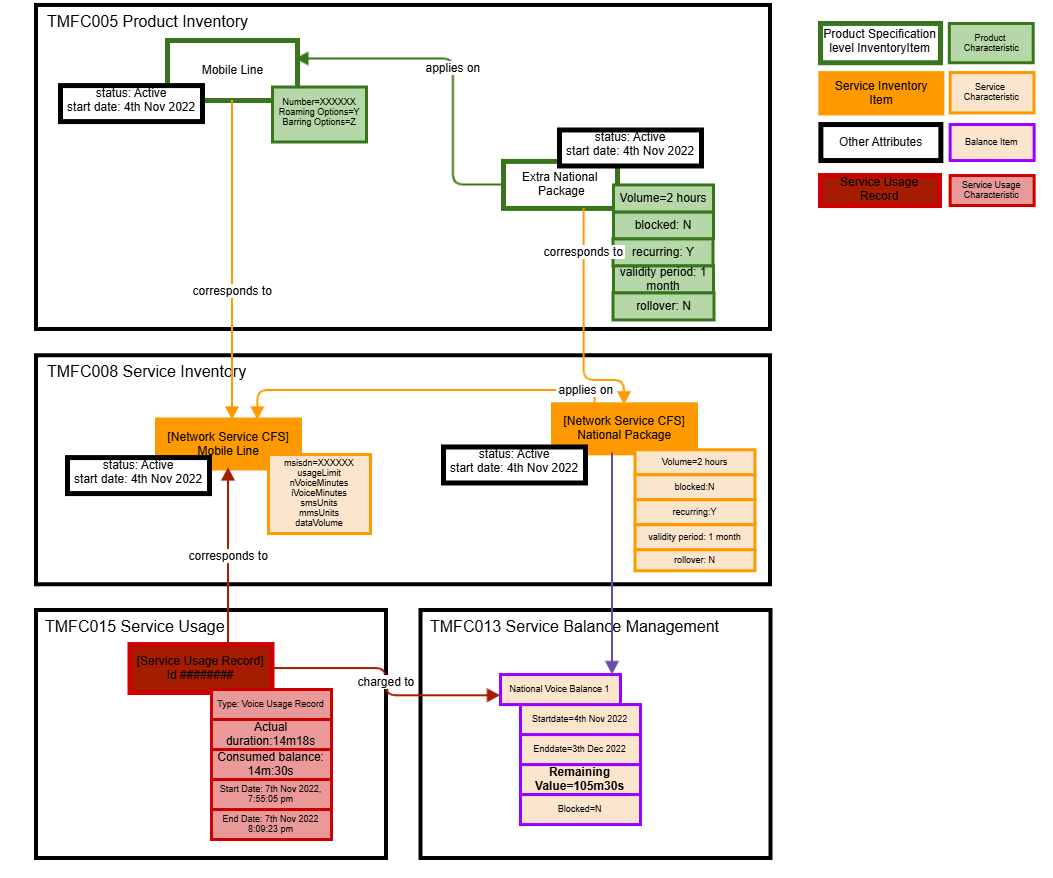 TMFC005 Product Inventory
Mobile Line
status: Active
start date: 4th Nov 2022
Number=XXXXXX
Roaming Options=Y
Barring Options=Z
applies on
status: Active
start date: 4th Nov 2022
Extra National
Package
Volume=2 hours
blocked: N
corresponds to
recurring: Y
validity period: 1
month
rollover: N
corresponds to
Product Specification
level InventoryItem
Product
Characteristic
Service Inventory
Item
Service
Characteristic
Other Attributes
Balance Item
Service Usage
Record
Service Usage
Characteristic
TMFC008 Service Inventory
applies on
[Network Service CFS]
Mobile Line
status: Active
start date: 4th Nov 2022
msisdn=XXXXXX
usageLimit
nVoiceMinutes
iVoiceMinutes
smsUnits
mmsUnits
dataVolume
[Network Service CFS]
National Package
status: Active
start date: 4th Nov 2022
Volume=2 hours
blocked:N
recurring:Y
validity period: 1 month
rollover: N
corresponds to
TMFC015 Service Usage
[Service Usage Record]
Id ########
Type: Voice Usage Record
Actual
duration:14m18s
Consumed balance:
14m:30s
Start Date: 7th Nov 2022,
7:55:05 pm
End Date: 7th Nov 2022
8:09:23 pm
charged to
TMFC013 Service Balance Management
National Voice Balance 1
Startdate=4th Nov 2022
Enddate=3th Dec 2022
Remaining
Value=105m30s
Blocked=N